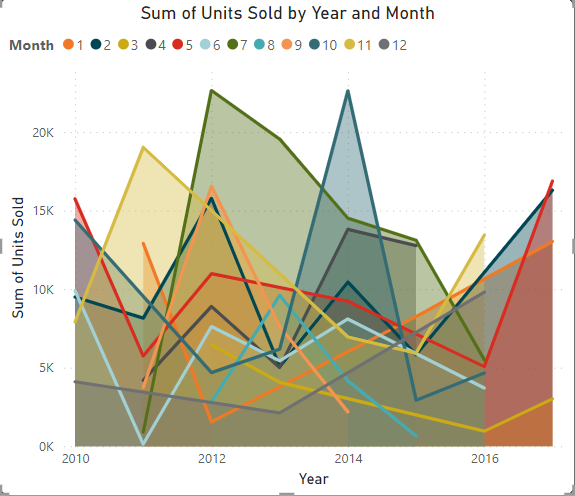 Sum of Units Sold by Year and Month
Month 1 2 3 4 5 6 7 8 9 10 11 12
Sum of Units Sold
20K
15K
10K
5K
0K
2010 2012 2014 2016
Year